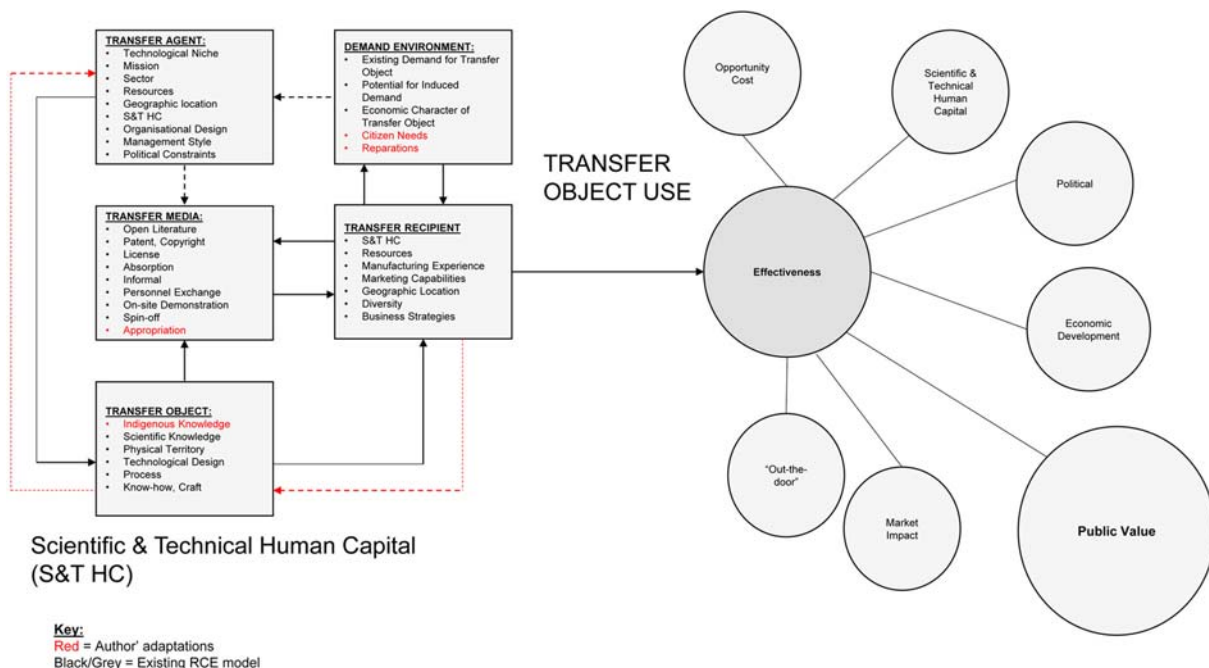 TRANSFER AGENT:
• Technological Niche
• Mission
• Sector
• Resources
• Geographic location
• S&T HC
• Organisational Design
• Management Style
• Political Constraints
DEMAND ENVIRONMENT:
• Existing Demand for Transfer
Object
• Potential for Induced
Demand
• Economic Character of
Transfer Object
• Citizen Needs
• Reparations
TRANSFER MEDIA:
• Open Literature
• Patent, Copyright
• License
• Absorption
• Informal
• Personnel Exchange
• On-site Demonstration
• Spin-off
• Appropriation
TRANSFER RECIPIENT
• S&T HC
• Resources
• Manufacturing Experience
• Marketing Capabilities
• Geographic Location
• Diversity
• Business Strategies
TRANSFER OBJECT:
• Indigenous Knowledge
• Scientific Knowledge
• Physical Territory
• Technological Design
• Process
• Know-how, Craft
TRANSFER
OBJECT USE
Opportunity
Cost
Scientific &
Technical
Human
Capital
Political
Effectiveness
Economic
Development
"Out-the-
door"
Market
Impact
Public Value
Scientific & Technical Human Capital
(S&T HC)
Key:
Red = Author' adaptations
Black/Grey = Existing RCE model